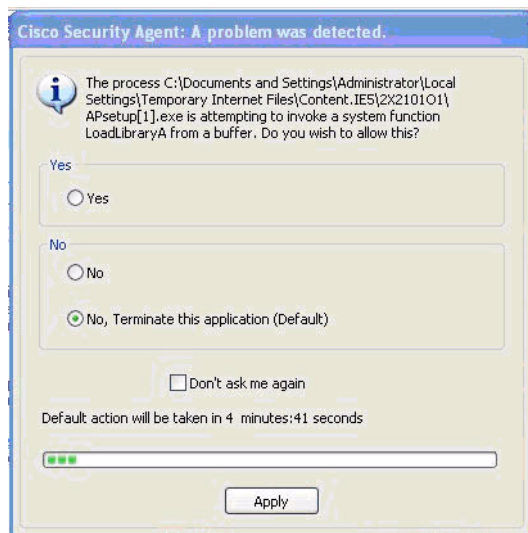 Cisco Security Agent: A problem was detected.
The process C:\Documents and Settings\Administrator\Local
Settings\Temporary Internet Files\Content.IE5\2X2101O1\
APsetup[1].exe is attempting to invoke a system function
LoadLibraryA from a buffer. Do you wish to allow this?
Yes
Yes
No
No
No, Terminate this application (Default)
Don't ask me again
Default action will be taken in 4 minutes:41 seconds
Apply